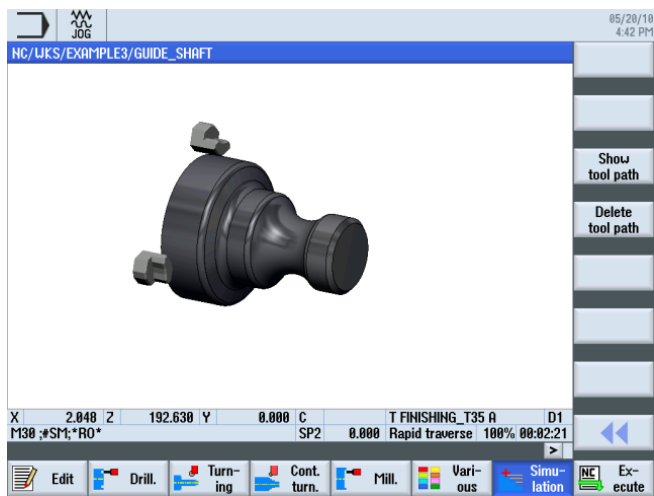 JOG
05/20/10
4:42 PM
NC/WKS/EXAMPLE3/GUIDE_SHAFT
Show
tool path
Delete
tool path
X 2.048 Z 192.630 Y 0.000 C T FINISHING_T35 A D1
M30 ;#SM;*RO* SP2 0.000 Rapid traverse 100% 00:02:21
>
Edit
Drill.
Turn-
ing
Cont.
turn.
Mill.
Vari-
ous
Simu-
lation
NC
Ex-
ecute